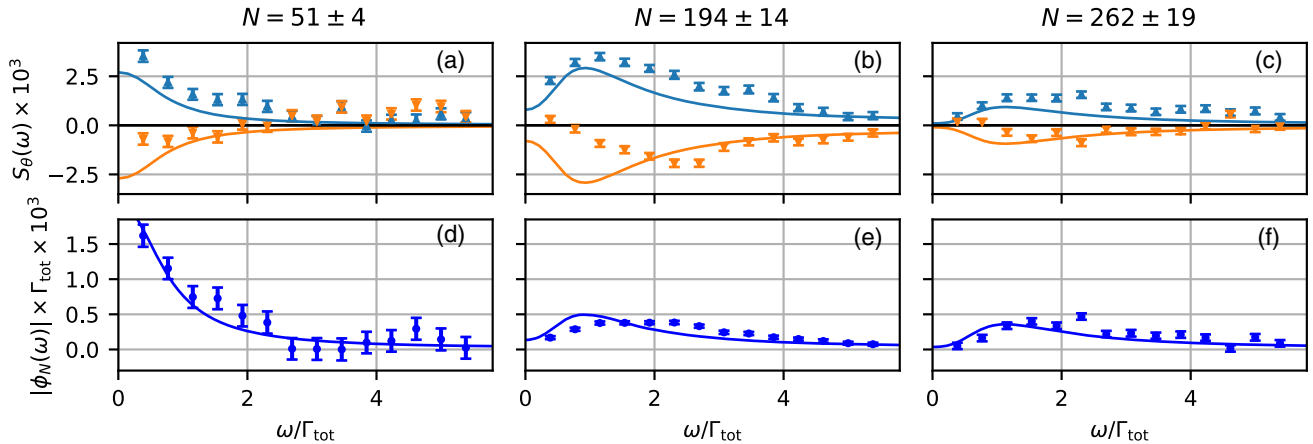 N = 51 ± 4
N = 194 ± 14
N = 262 ± 19
S_θ(ω) × 10³
2.5
0.0
−2.5
(a)
(b)
(c)
|ϕ_N(ω)| × Γ_tot × 10³
1.5
1.0
0.5
0.0
(d)
(e)
(f)
0 2 4
0 2 4
0 2 4
ω/Γ_tot
ω/Γ_tot
ω/Γ_tot